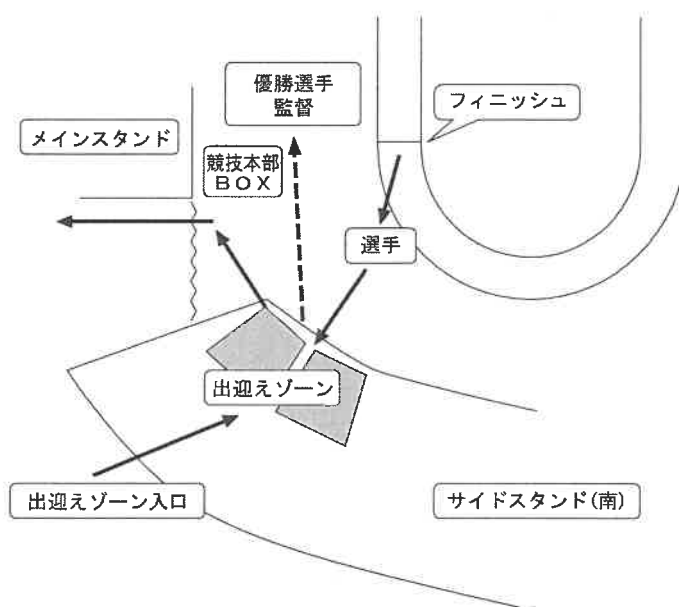 優勝選手
監督
フィニッシュ
メインスタンド
競技本部
BOX
選手
出迎えゾーン
出迎えゾーン入口
サイドスタンド(南)